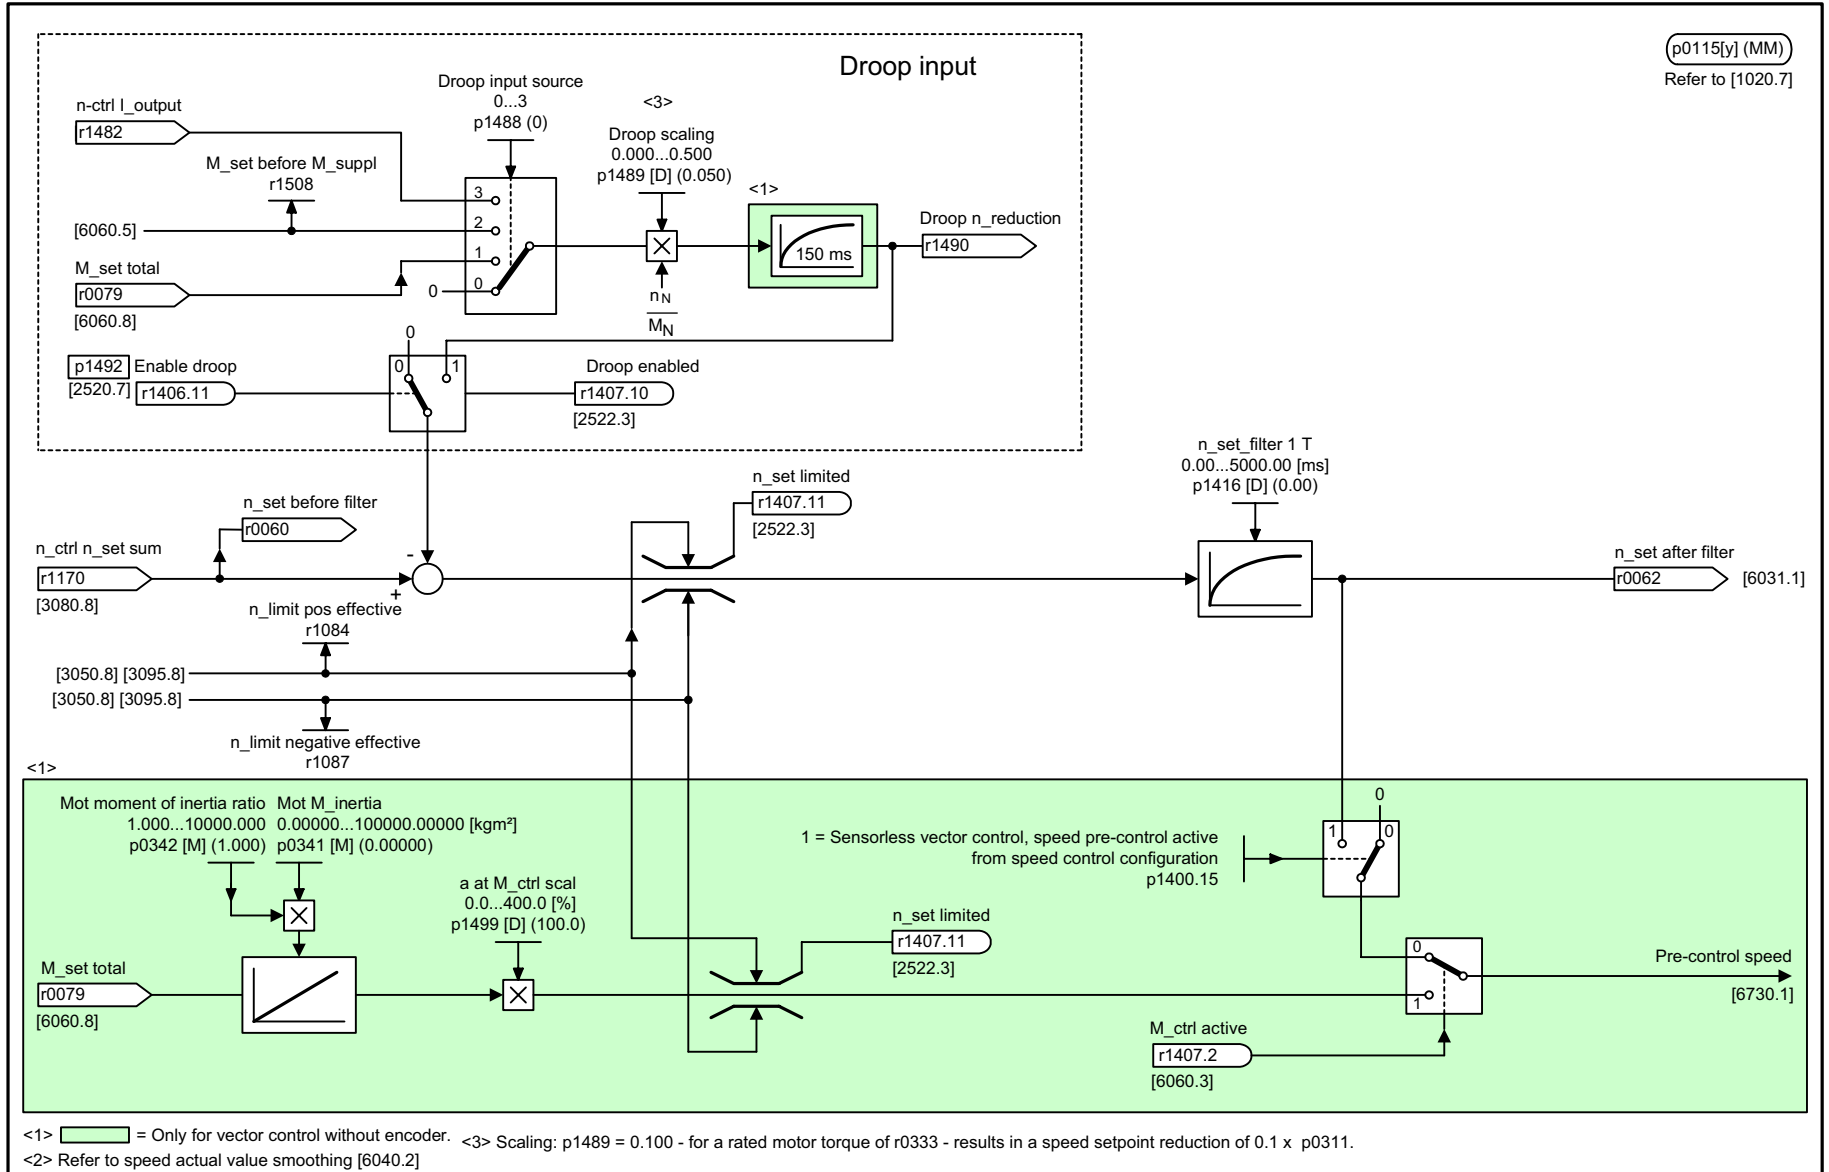 Droop input
p0115[y] (MM)
Refer to [1020.7]
Droop input source
0...3
p1488 (0)
n-ctrl I_output
r1482
<3>
Droop scaling
0.000...0.500
p1489 [D] (0.050)
M_set before M_suppl
r1508
<1>
3
2
1
0
[6060.5]
0
150 ms
Droop n_reduction
r1490
M_set total
r0079
[6060.8]
nN
MN
0
p1492 Enable droop
[2520.7] r1406.11
0 1
Droop enabled
r1407.10
[2522.3]
n_set_filter 1 T
0.00...5000.00 [ms]
p1416 [D] (0.00)
n_set limited
r1407.11
[2522.3]
n_set before filter
r0060
n_ctrl n_set sum
r1170
[3080.8]
-
+
n_set after filter
r0062 [6031.1]
n_limit pos effective
r1084
[3050.8] [3095.8]
[3050.8] [3095.8]
n_limit negative effective
r1087
<1>
Mot moment of inertia ratio
1.000...10000.000
p0342 [M] (1.000)
Mot M_inertia
0.00000...100000.00000 [kgm²]
p0341 [M] (0.00000)
0
1 0
1 = Sensorless vector control, speed pre-control active
from speed control configuration
p1400.15
a at M_ctrl scal
0.0...400.0 [%]
p1499 [D] (100.0)
n_set limited
r1407.11
[2522.3]
M_set total
r0079
[6060.8]
0
1
Pre-control speed
[6730.1]
M_ctrl active
r1407.2
[6060.3]
<1> = Only for vector control without encoder. <3> Scaling: p1489 = 0.100 - for a rated motor torque of r0333 - results in a speed setpoint reduction of 0.1 x p0311.
<2> Refer to speed actual value smoothing [6040.2]